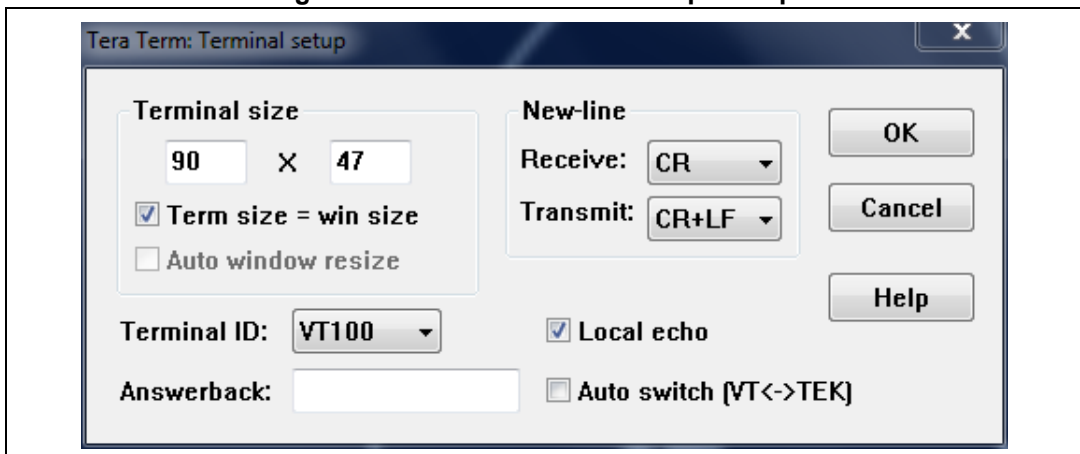 Tera Term: Terminal setup
x
Terminal size
90 X 47
Term size = win size
Auto window resize
New-line
Receive: CR
Transmit: CR+LF
OK
Cancel
Help
Terminal ID: VT100
Local echo
Answerback:
Auto switch (VT<->TEK)